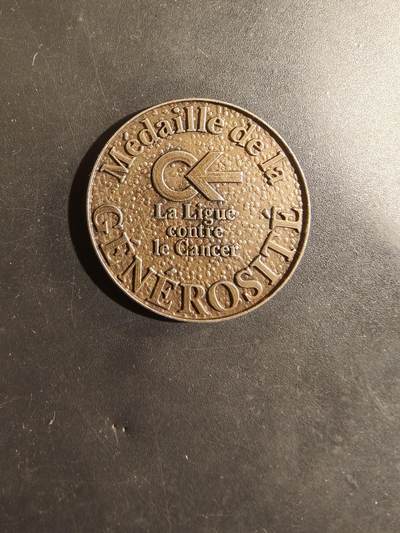 Médaille de la
La Ligue
contre
le Cancer
GÉNÉROSITÉ